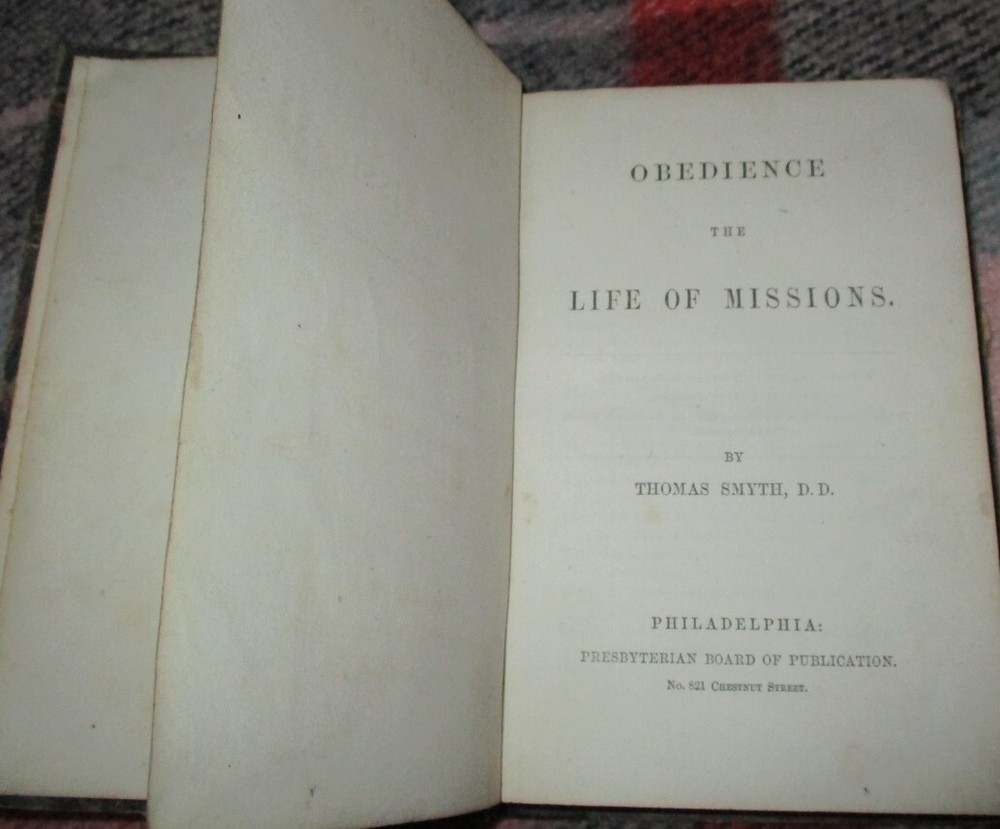 OBEDIENCE
THE
LIFE OF MISSIONS.
BY
THOMAS SMYTH, D.D.
PHILADELPHIA:
PRESBYTERIAN BOARD OF PUBLICATION.
No. 821 CHESTNUT STREET.